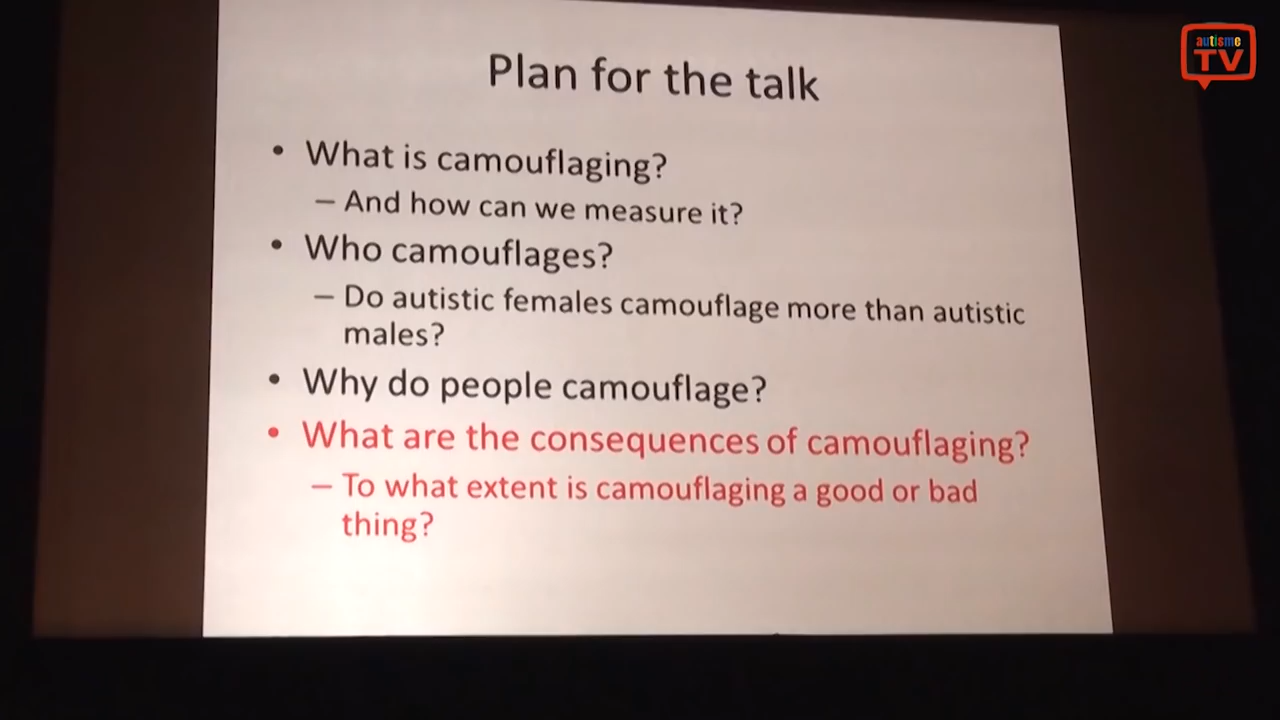 autisme
TV
Plan for the talk
• What is camouflaging?
– And how can we measure it?
• Who camouflages?
– Do autistic females camouflage more than autistic
males?
• Why do people camouflage?
• What are the consequences of camouflaging?
– To what extent is camouflaging a good or bad
thing?